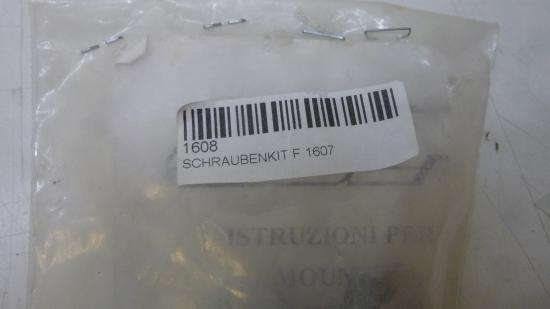 1608
SCHRAUBENKIT F 1607
ISTRUZIONI PER